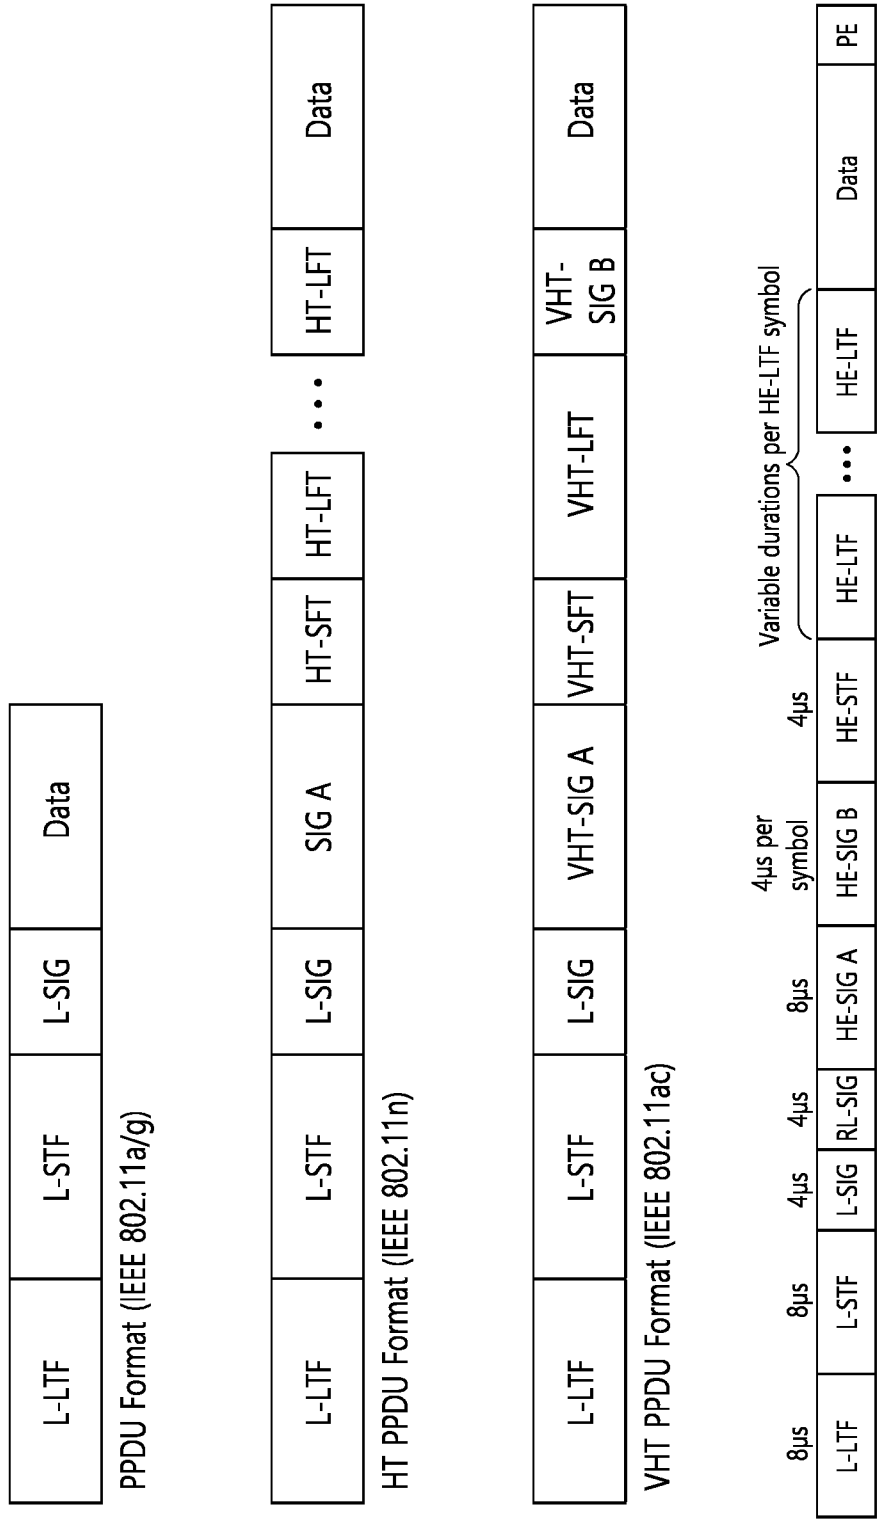 L-LTF
L-STF
L-SIG
Data
PPDU Format (IEEE 802.11a/g)
L-LTF
L-STF
L-SIG
SIG A
HT-SFT
HT-LFT
•••
HT-LFT
Data
HT PPDU Format (IEEE 802.11n)
L-LTF
L-STF
L-SIG
VHT-SIG A
VHT-SFT
VHT-LFT
VHT-
SIG B
Data
VHT PPDU Format (IEEE 802.11ac)
8µs
8µs
4µs
4µs
8µs
4µs per
symbol
4µs
Variable durations per HE-LTF symbol
L-LTF
L-STF
L-SIG
RL-SIG
HE-SIG A
HE-SIG B
HE-STF
HE-LTF
•••
HE-LTF
Data
PE